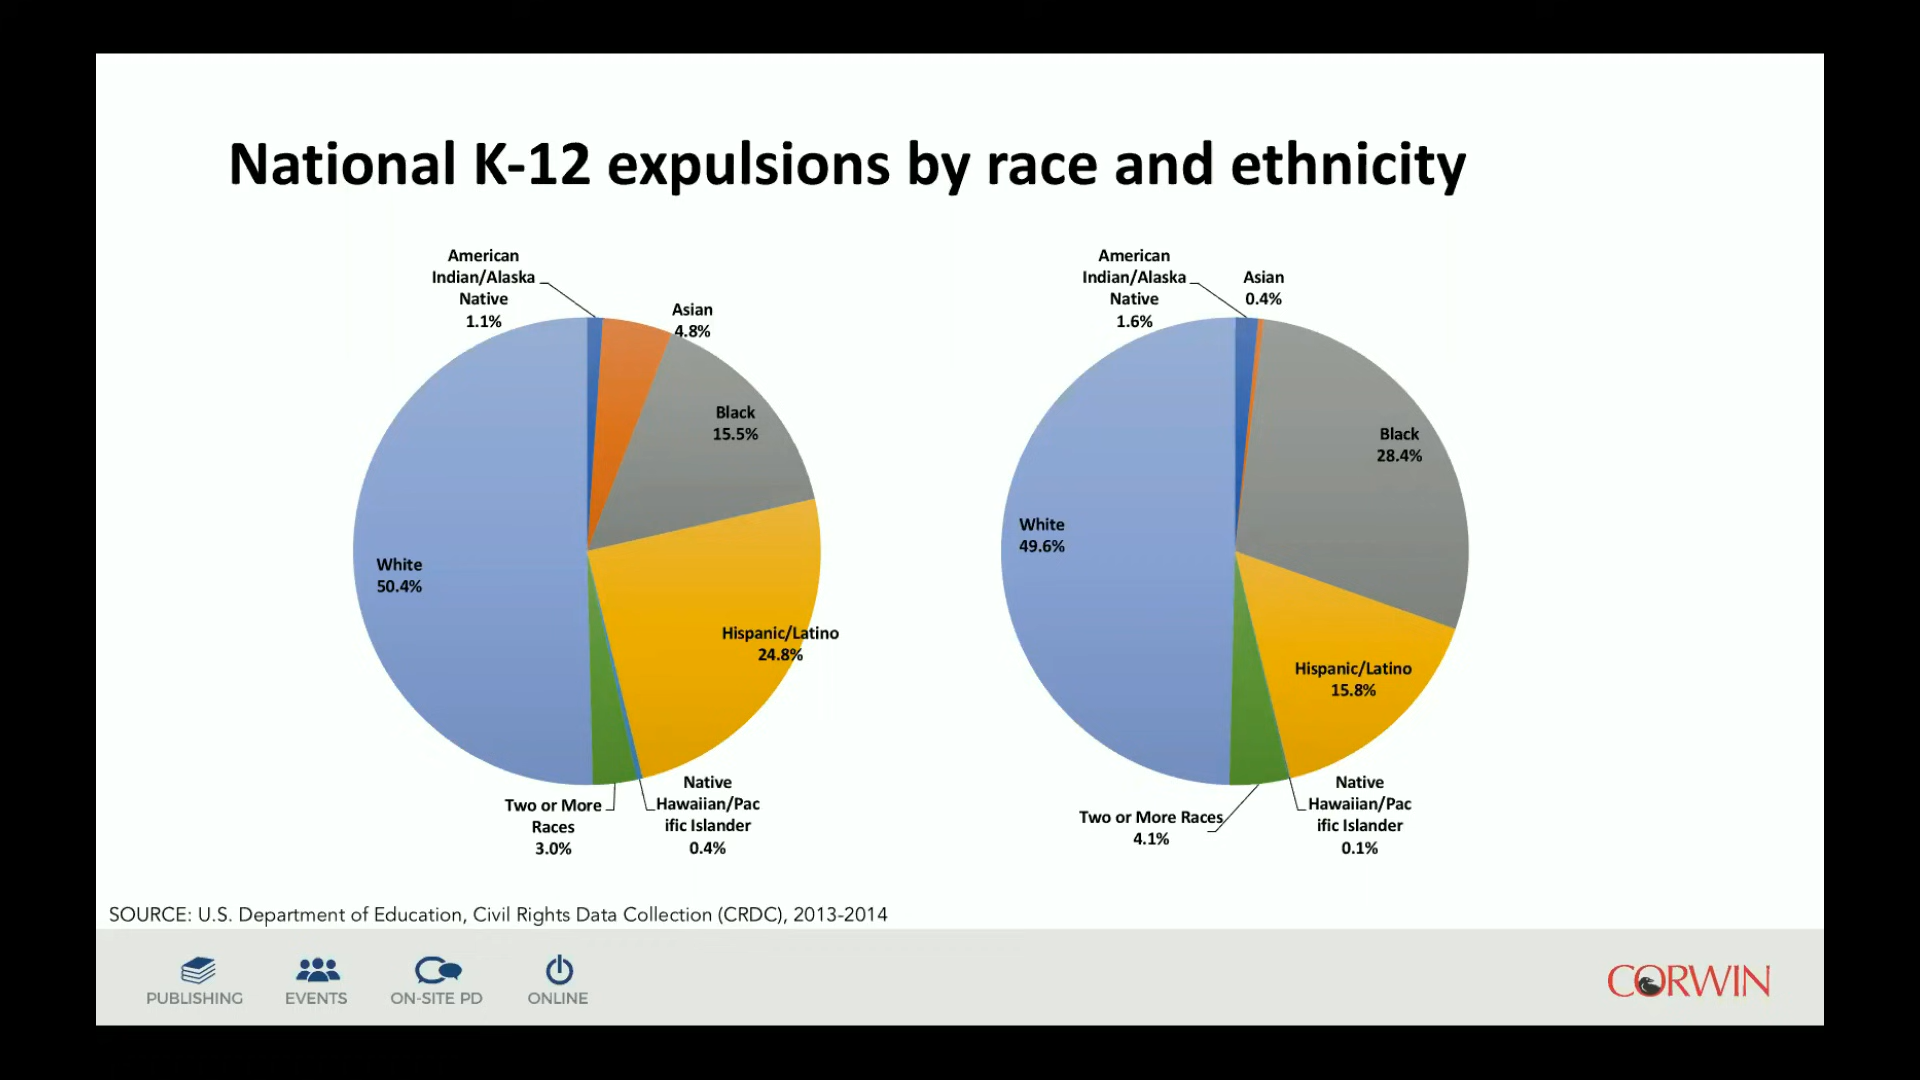 National K-12 expulsions by race and ethnicity
American
Indian/Alaska
Native
1.1%
Asian
4.8%
Black
15.5%
White
50.4%
Hispanic/Latino
24.8%
Two or More
Races
3.0%
Native
Hawaiian/Pac
ific Islander
0.4%
American
Indian/Alaska
Native
1.6%
Asian
0.4%
Black
28.4%
White
49.6%
Hispanic/Latino
15.8%
Two or More Races
4.1%
Native
Hawaiian/Pac
ific Islander
0.1%
SOURCE: U.S. Department of Education, Civil Rights Data Collection (CRDC), 2013-2014
PUBLISHING
EVENTS
ON-SITE PD
ONLINE
CORWIN